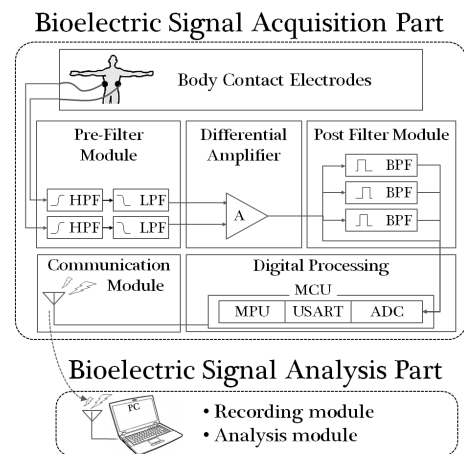 Bioelectric Signal Acquisition Part
Body Contact Electrodes
Pre-Filter
Module
HPF
LPF
HPF
LPF
Differential
Amplifier
A
Post Filter Module
BPF
BPF
BPF
Communication
Module
Digital Processing
MCU
MPU
USART
ADC
Bioelectric Signal Analysis Part
PC
• Recording module
• Analysis module